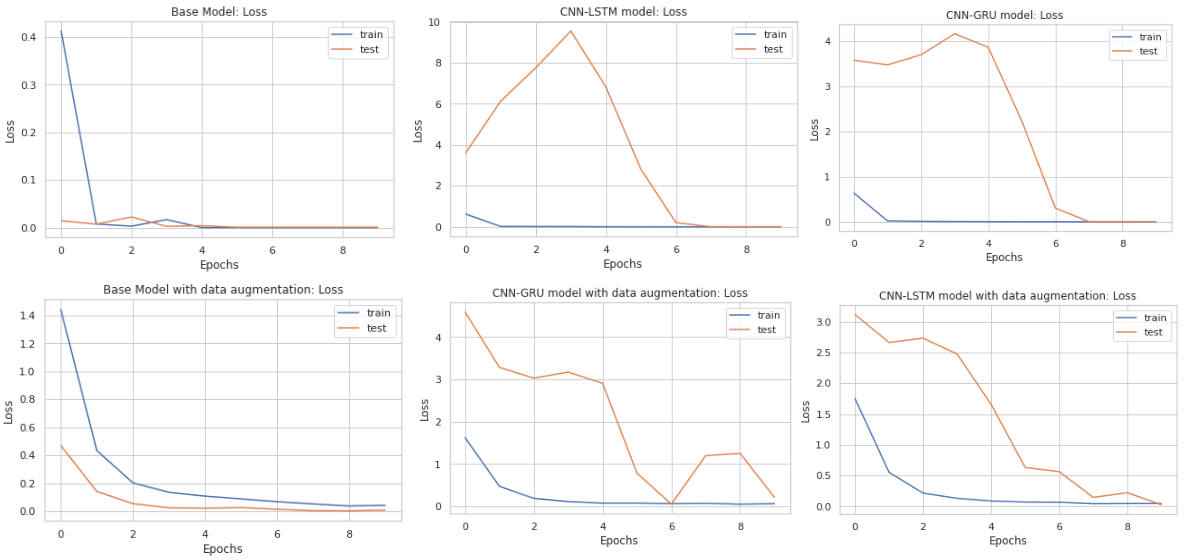 Base Model: Loss
train
test
Loss
0.4
0.3
0.2
0.1
0.0
0 2 4 6 8
Epochs
CNN-LSTM model: Loss
train
test
Loss
10
8
6
4
2
0
0 2 4 6 8
Epochs
CNN-GRU model: Loss
train
test
Loss
4
3
2
1
0
0 2 4 6 8
Epochs
Base Model with data augmentation: Loss
train
test
Loss
1.4
1.2
1.0
0.8
0.6
0.4
0.2
0.0
0 2 4 6 8
Epochs
CNN-GRU model with data augmentation: Loss
train
test
Loss
4
3
2
1
0
0 2 4 6 8
Epochs
CNN-LSTM model with data augmentation: Loss
train
test
Loss
3.0
2.5
2.0
1.5
1.0
0.5
0.0
0 2 4 6 8
Epochs